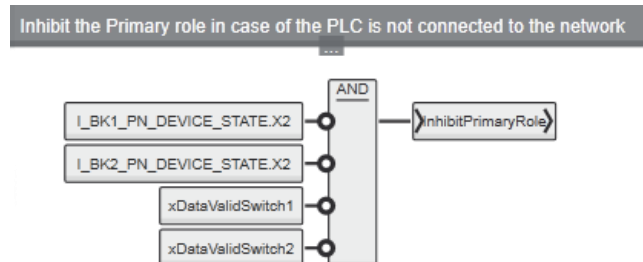 Inhibit the Primary role in case of the PLC is not connected to the network
...
AND
I_BK1_PN_DEVICE_STATE.X2
InhibitPrimaryRole
I_BK2_PN_DEVICE_STATE.X2
xDataValidSwitch1
xDataValidSwitch2